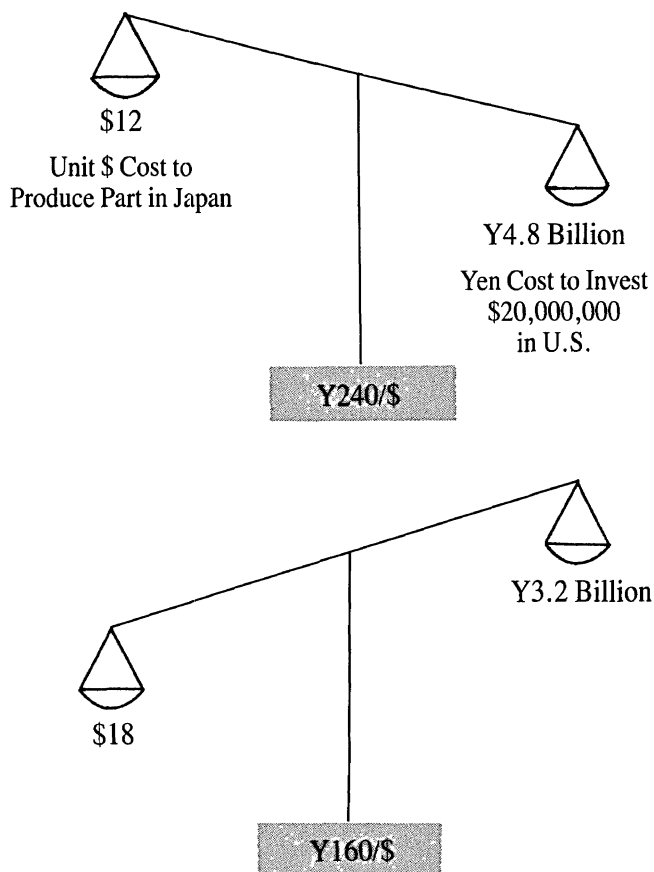 $12
Unit $ Cost to
Produce Part in Japan
Y4.8 Billion
Yen Cost to Invest
$20,000,000
in U.S.
Y240/$
Y3.2 Billion
$18
Y160/$